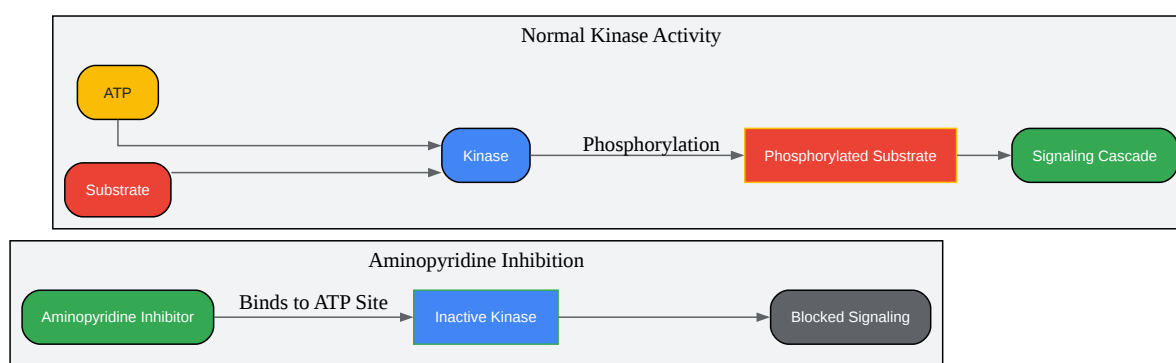 Normal Kinase Activity
ATP
Substrate
Kinase
Phosphorylation
Phosphorylated Substrate
Signaling Cascade
Aminopyridine Inhibition
Aminopyridine Inhibitor
Binds to ATP Site
Inactive Kinase
Blocked Signaling